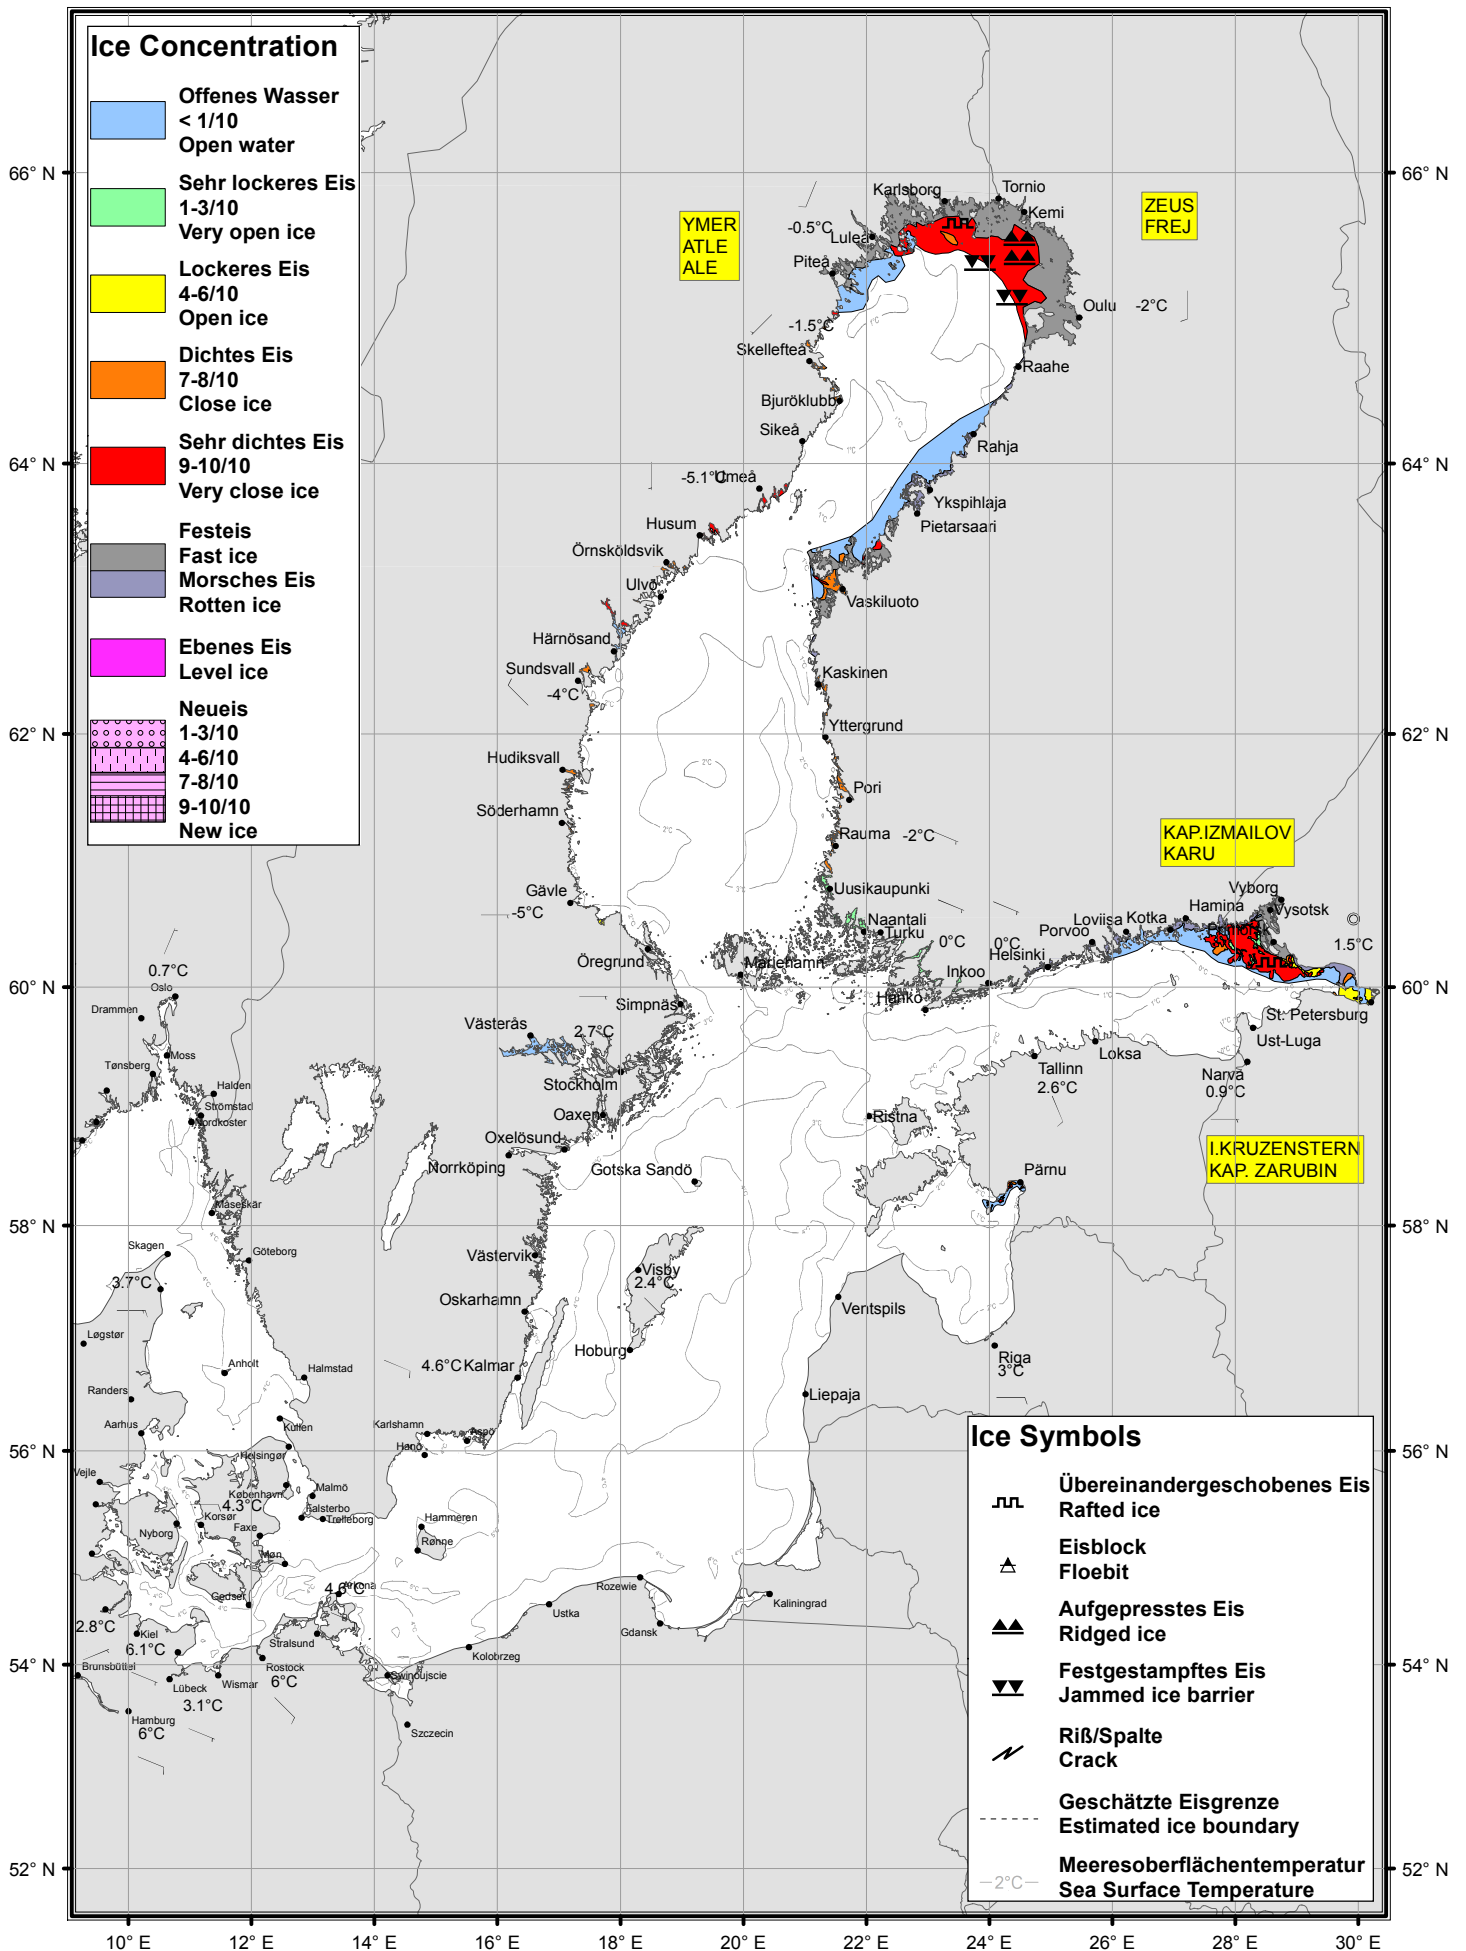 Ice Concentration
Offenes Wasser
< 1/10
Open water
Sehr lockeres Eis
1-3/10
Very open ice
Lockeres Eis
4-6/10
Open ice
Dichtes Eis
7-8/10
Close ice
Sehr dichtes Eis
9-10/10
Very close ice
Festeis
Fast ice
Morsches Eis
Rotten ice
Ebenes Eis
Level ice
Neueis
1-3/10
4-6/10
7-8/10
9-10/10
New ice
66° N
64° N
62° N
60° N
58° N
56° N
54° N
52° N
66° N
64° N
62° N
60° N
58° N
56° N
54° N
52° N
YMER
ATLE
ALE
ZEUS
FREJ
Karlsborg
Tornio
Kemi
-0.5°C
Luleå
Piteå
Oulu
-2°C
-1.5°C
Skellefteå
Raahe
Bjuröklubb
Sikeå
Rahja
-5.1°C
Umeå
Ykspihlaja
Pietarsaari
Husum
Örnsköldsvik
Ulvö
Vaskiluoto
Härnösand
Sundsvall
-4°C
Kaskinen
Yttergrund
Hudiksvall
Pori
Söderhamn
Rauma
-2°C
KAP.IZMAILOV
KARU
Gävle
-5°C
Uusikaupunki
Naantali
Turku
0°C
0°C
Vyborg
Vysotsk
Hamina
Kotka
Loviisa
Porvoo
Helsinki
Primorsk
1.5°C
Öregrund
Mariehamn
Inkoo
Hanko
St. Petersburg
Ust-Luga
0.7°C
Oslo
Drammen
Simpnäs
Västerås
2.7°C
Stockholm
Loksa
Tallinn
2.6°C
Narva
0.9°C
Moss
Tønsberg
Halden
Strömstad
Nordkoster
Oaxen
Ristna
Oxelösund
Norrköping
Gotska Sandö
Pärnu
I.KRUZENSTERN
KAP. ZARUBIN
Måseskär
Göteborg
Skagen
3.7°C
Västervik
Visby
2.4°C
Oskarhamn
Ventspils
Løgstør
Anholt
Halmstad
4.6°C
Kalmar
Hoburg
Riga
3°C
Randers
Aarhus
Kullen
Karlshamn
Aspö
Hanö
Liepaja
Helsingør
Vejle
København
4.3°C
Malmö
Falsterbo
Trelleborg
Korsør
Nyborg
Faxe
Hammeren
Rønne
Møn
Gedser
4.6°C
Arkona
Rozewie
Kaliningrad
Ustka
Gdansk
2.8°C
Kiel
6.1°C
Stralsund
Kolobrzeg
Brunsbüttel
Rostock
6°C
Wismar
Lübeck
3.1°C
Swinoujscie
Hamburg
6°C
Szczecin
Ice Symbols
Übereinandergeschobenes Eis
Rafted ice
Eisblock
Floebit
Aufgepresstes Eis
Ridged ice
Festgestampftes Eis
Jammed ice barrier
Riß/Spalte
Crack
Geschätzte Eisgrenze
Estimated ice boundary
2°C
Meeresoberflächentemperatur
Sea Surface Temperature
10° E
12° E
14° E
16° E
18° E
20° E
22° E
24° E
26° E
28° E
30° E